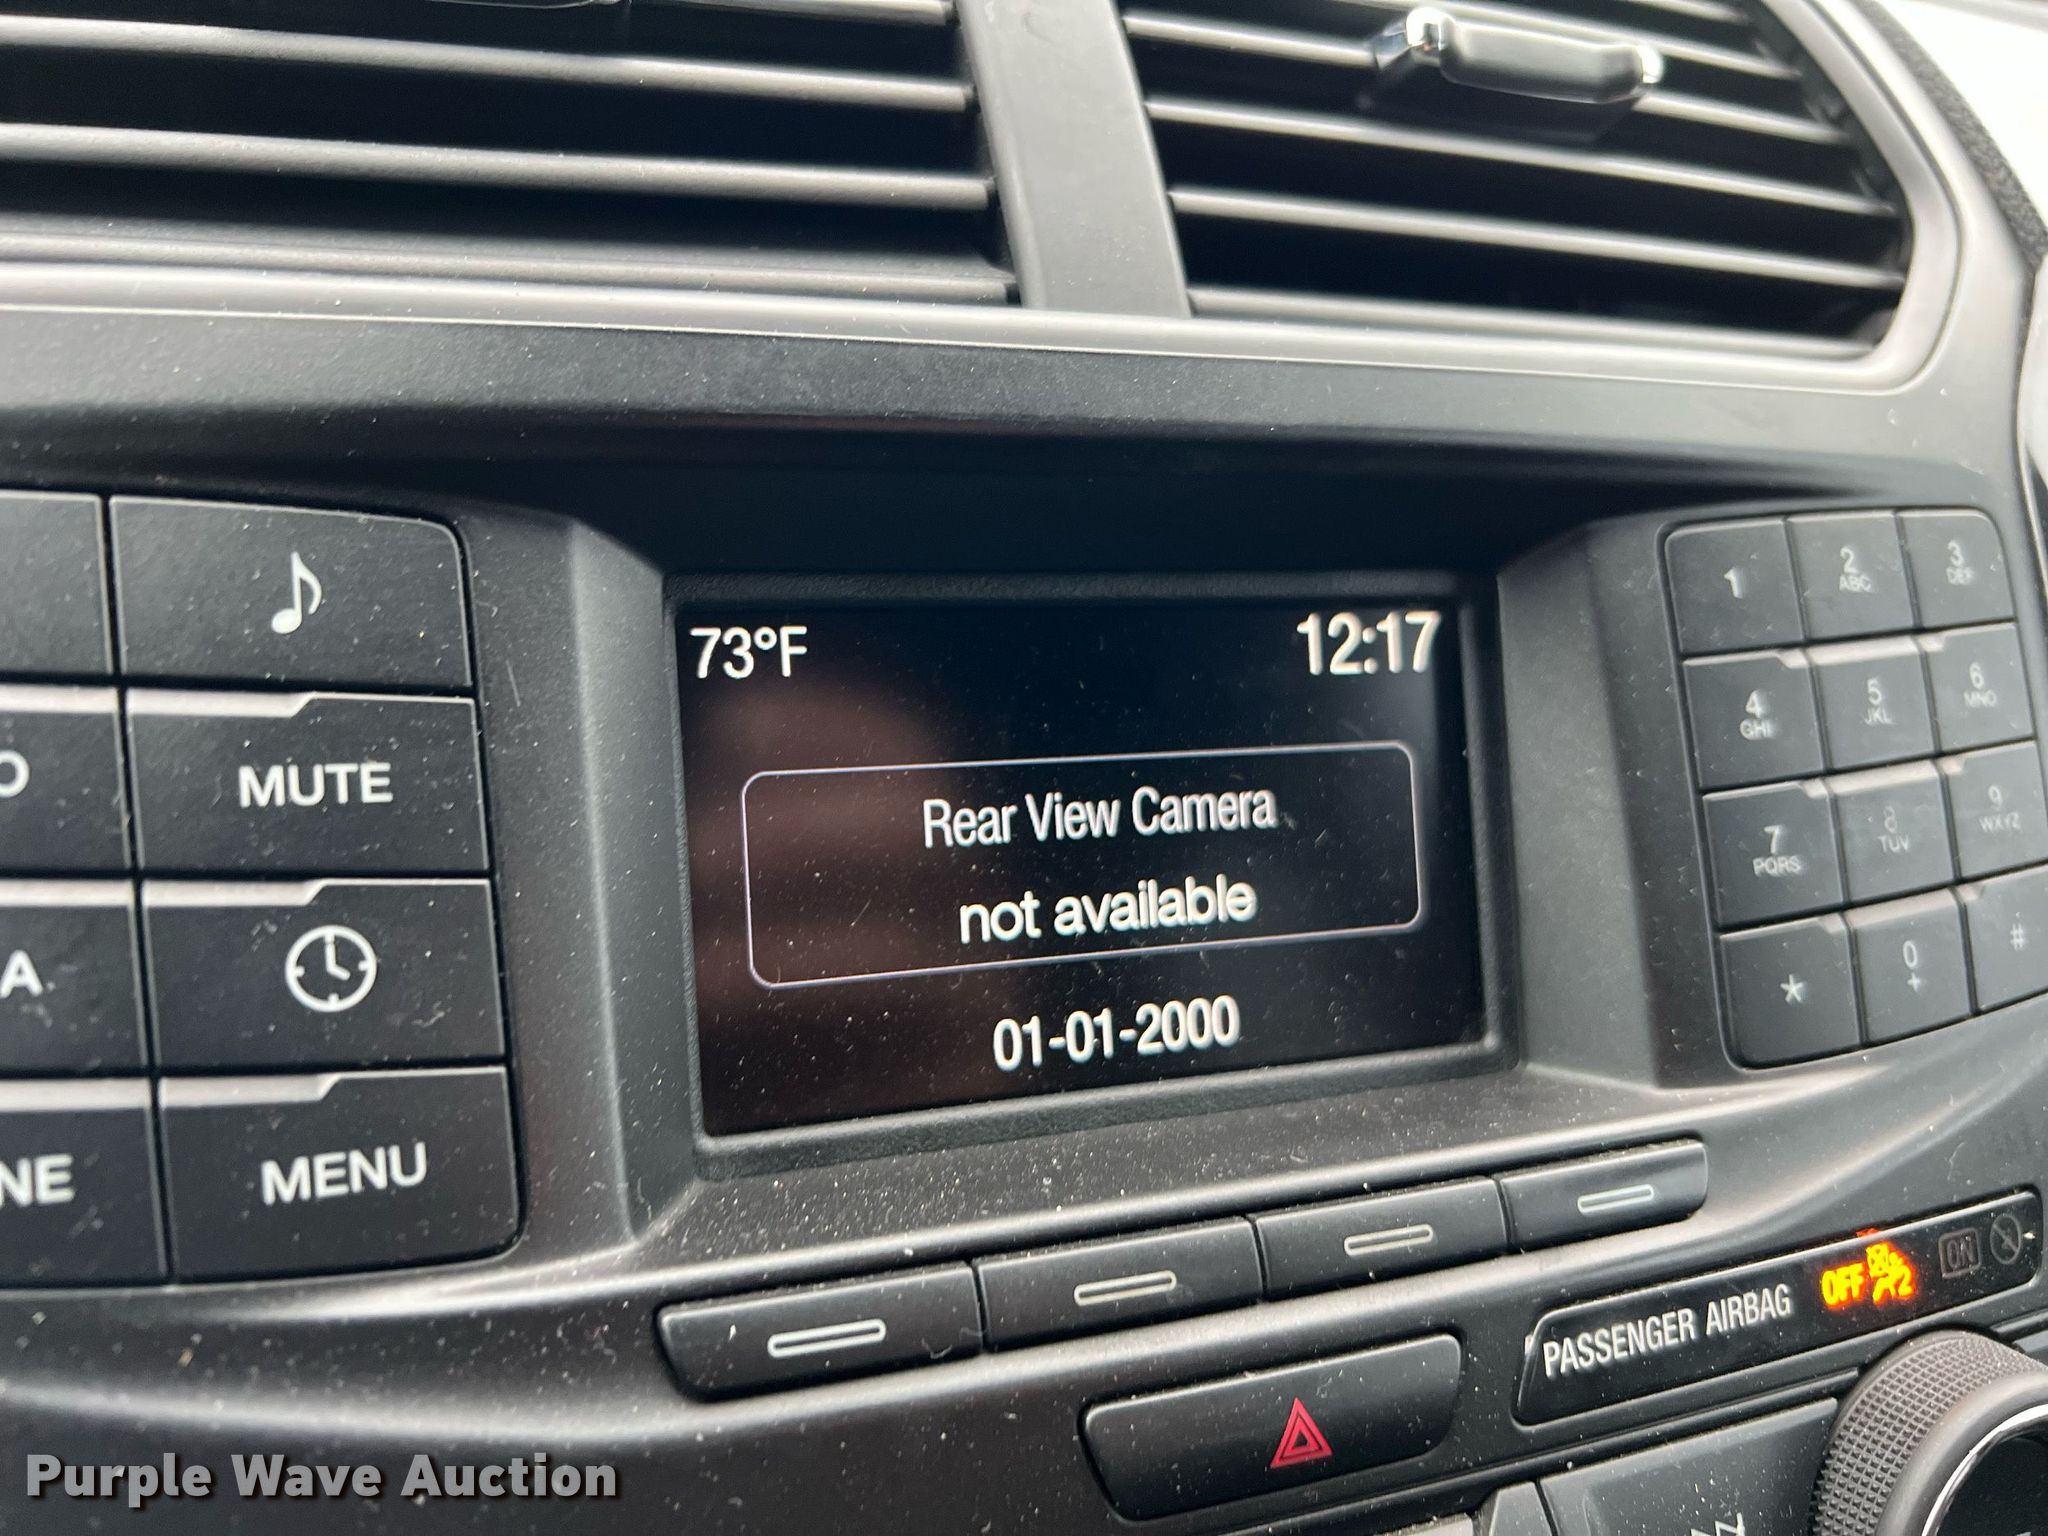 73°F 12:17
Rear View Camera
not available
01-01-2000
MUTE
MENU
1
2 ABC
3 DEF
4 GHI
5 JKL
6 MNO
7 PQRS
8 TUV
9 WXYZ
*
0 +
#
PASSENGER AIRBAG OFF 2 ON
Purple Wave Auction